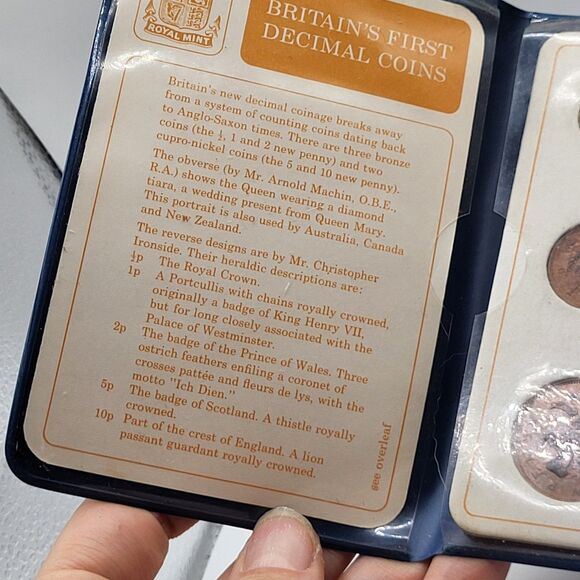 ROYAL MINT
BRITAIN'S FIRST
DECIMAL COINS
Britain's new decimal coinage breaks away
from a system of counting coins dating back
to Anglo-Saxon times. There are three bronze
coins (the ½, 1 and 2 new penny) and two
cupro-nickel coins (the 5 and 10 new penny).
The obverse (by Mr. Arnold Machin, O.B.E.,
R.A.) shows the Queen wearing a diamond
tiara, a wedding present from Queen Mary.
This portrait is also used by Australia, Canada
and New Zealand.
The reverse designs are by Mr. Christopher
Ironside. Their heraldic descriptions are:
½p The Royal Crown.
1p A Portcullis with chains royally crowned,
originally a badge of King Henry VII,
but for long closely associated with the
Palace of Westminster.
2p The badge of the Prince of Wales. Three
ostrich feathers enfiling a coronet of
crosses pattée and fleurs de lys, with the
motto "Ich Dien."
5p The badge of Scotland. A thistle royally
crowned.
10p Part of the crest of England. A lion
passant guardant royally crowned.
see overleaf